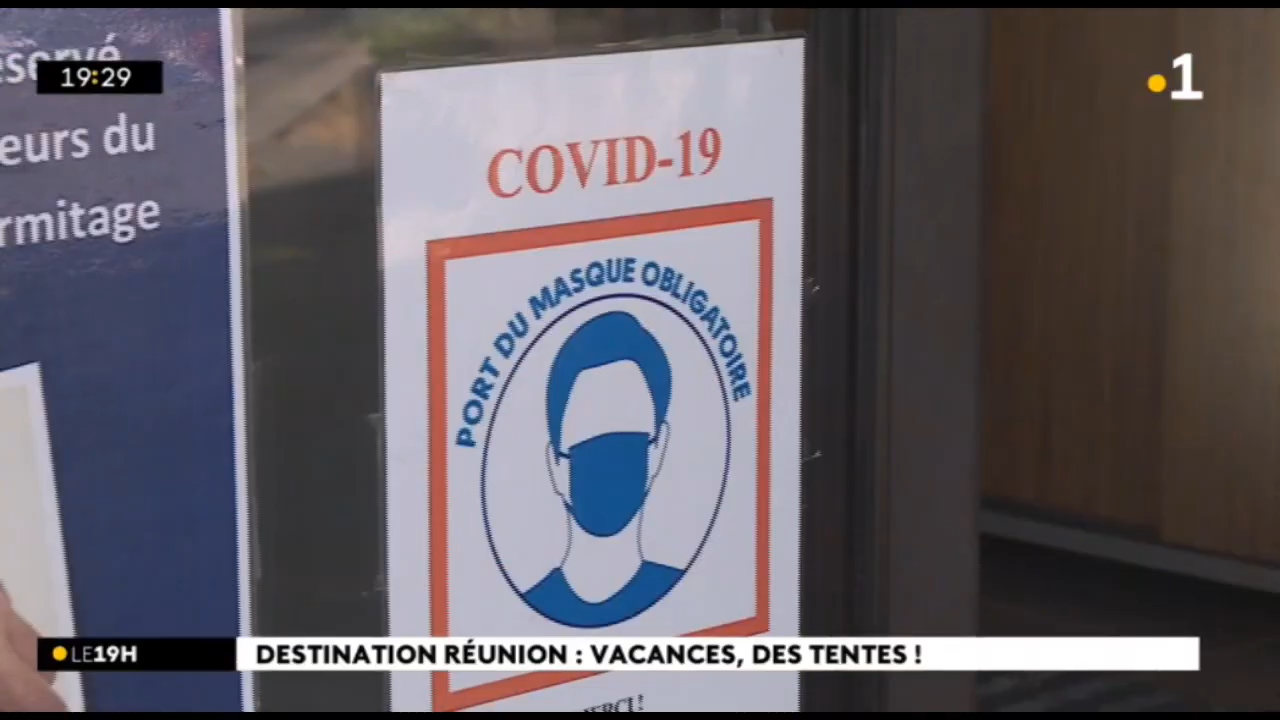 19:29
eurs du
rmitage
1
COVID-19
PORT DU MASQUE OBLIGATOIRE
LE19H
DESTINATION RÉUNION : VACANCES, DES TENTES !